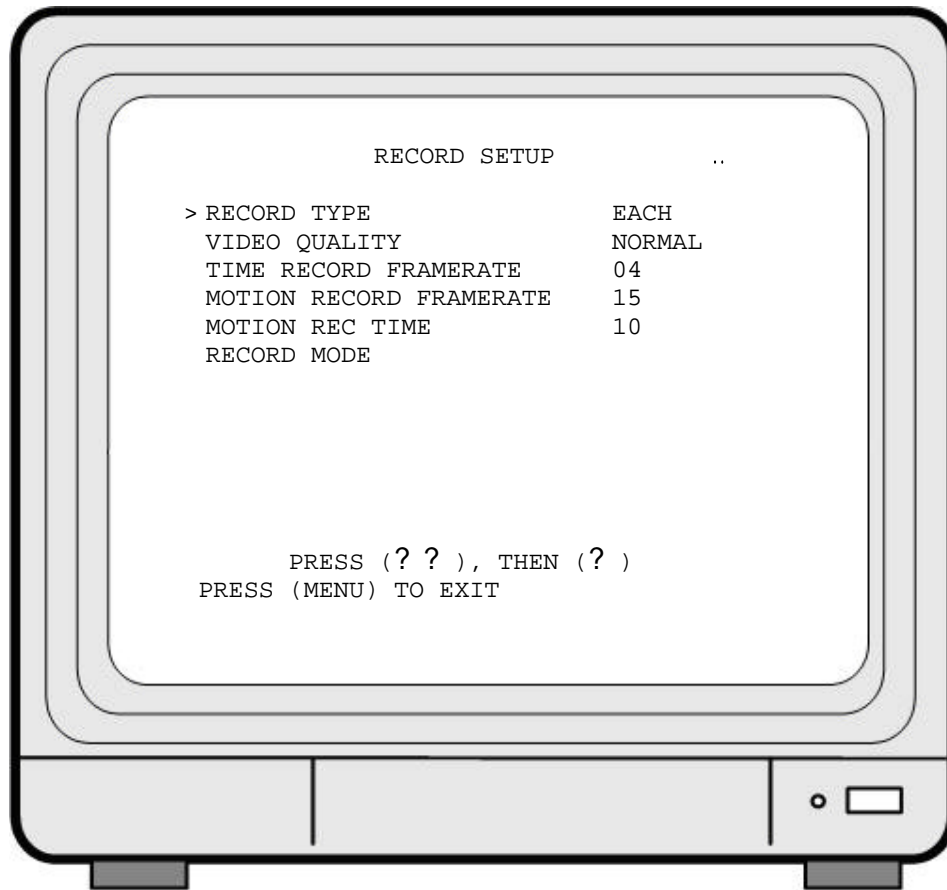 RECORD SETUP ..
> RECORD TYPE EACH
VIDEO QUALITY NORMAL
TIME RECORD FRAMERATE 04
MOTION RECORD FRAMERATE 15
MOTION REC TIME 10
RECORD MODE
PRESS (? ? ), THEN (? )
PRESS (MENU) TO EXIT